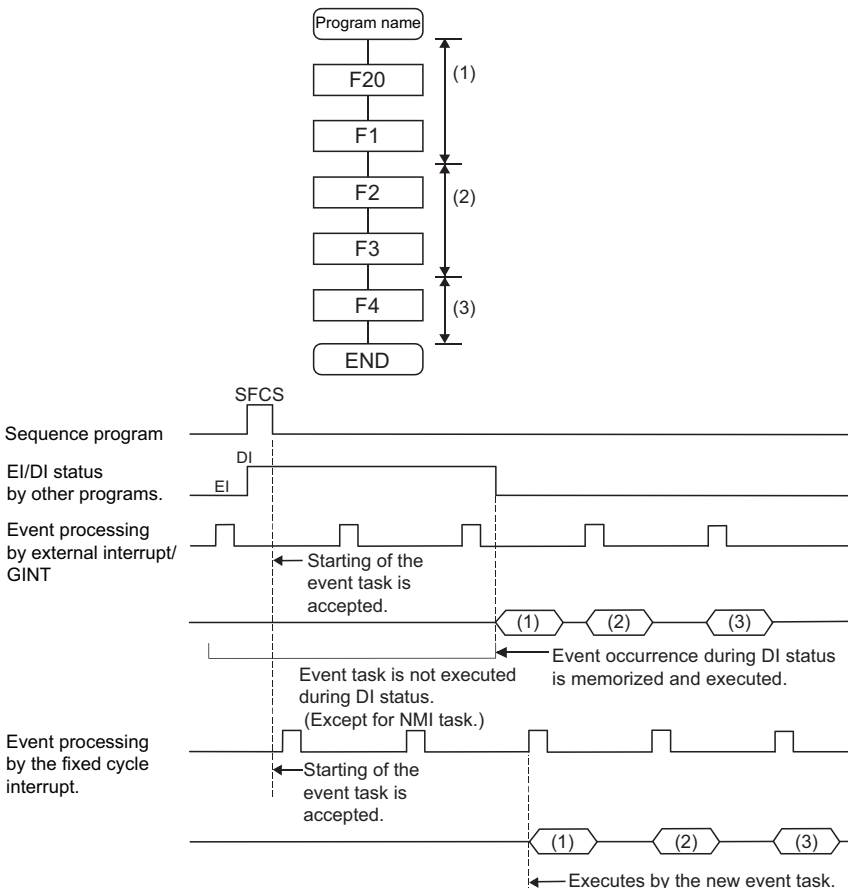 Program name
F20
(1)
F1
F2
(2)
F3
F4
(3)
END
SFCS
Sequence program
DI
EI/DI status
by other programs.
EI
Event processing
by external interrupt/
GINT
Starting of the
event task is
accepted.
(1)
(2)
(3)
Event occurrence during DI status
is memorized and executed.
Event task is not executed
during DI status.
(Except for NMI task.)
Event processing
by the fixed cycle
interrupt.
Starting of the
event task is
accepted.
(1)
(2)
(3)
Executes by the new event task.